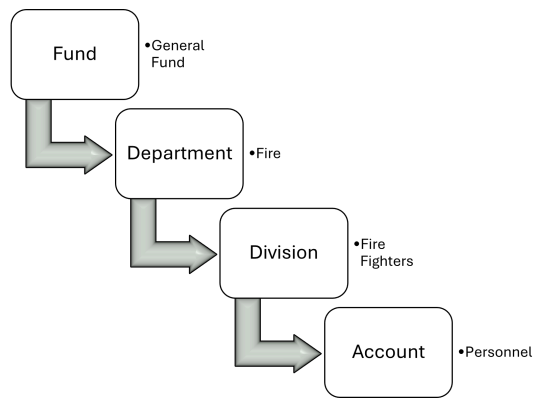 Fund
•General
Fund
Department
•Fire
Division
•Fire
Fighters
Account
•Personnel